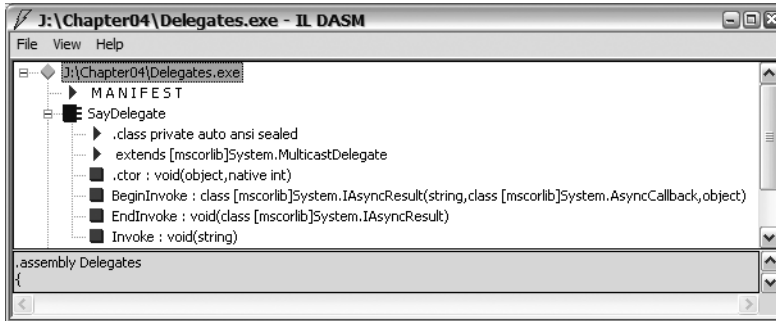 J:\Chapter04\Delegates.exe - IL DASM
File View Help
J:\Chapter04\Delegates.exe
MANIFEST
SayDelegate
.class private auto ansi sealed
extends [mscorlib]System.MulticastDelegate
.ctor : void(object,native int)
BeginInvoke : class [mscorlib]System.IAsyncResult(string,class [mscorlib]System.AsyncCallback,object)
EndInvoke : void(class [mscorlib]System.IAsyncResult)
Invoke : void(string)
.assembly Delegates
{